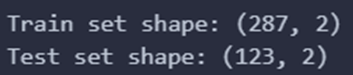 Train set shape: (287, 2)
Test set shape: (123, 2)